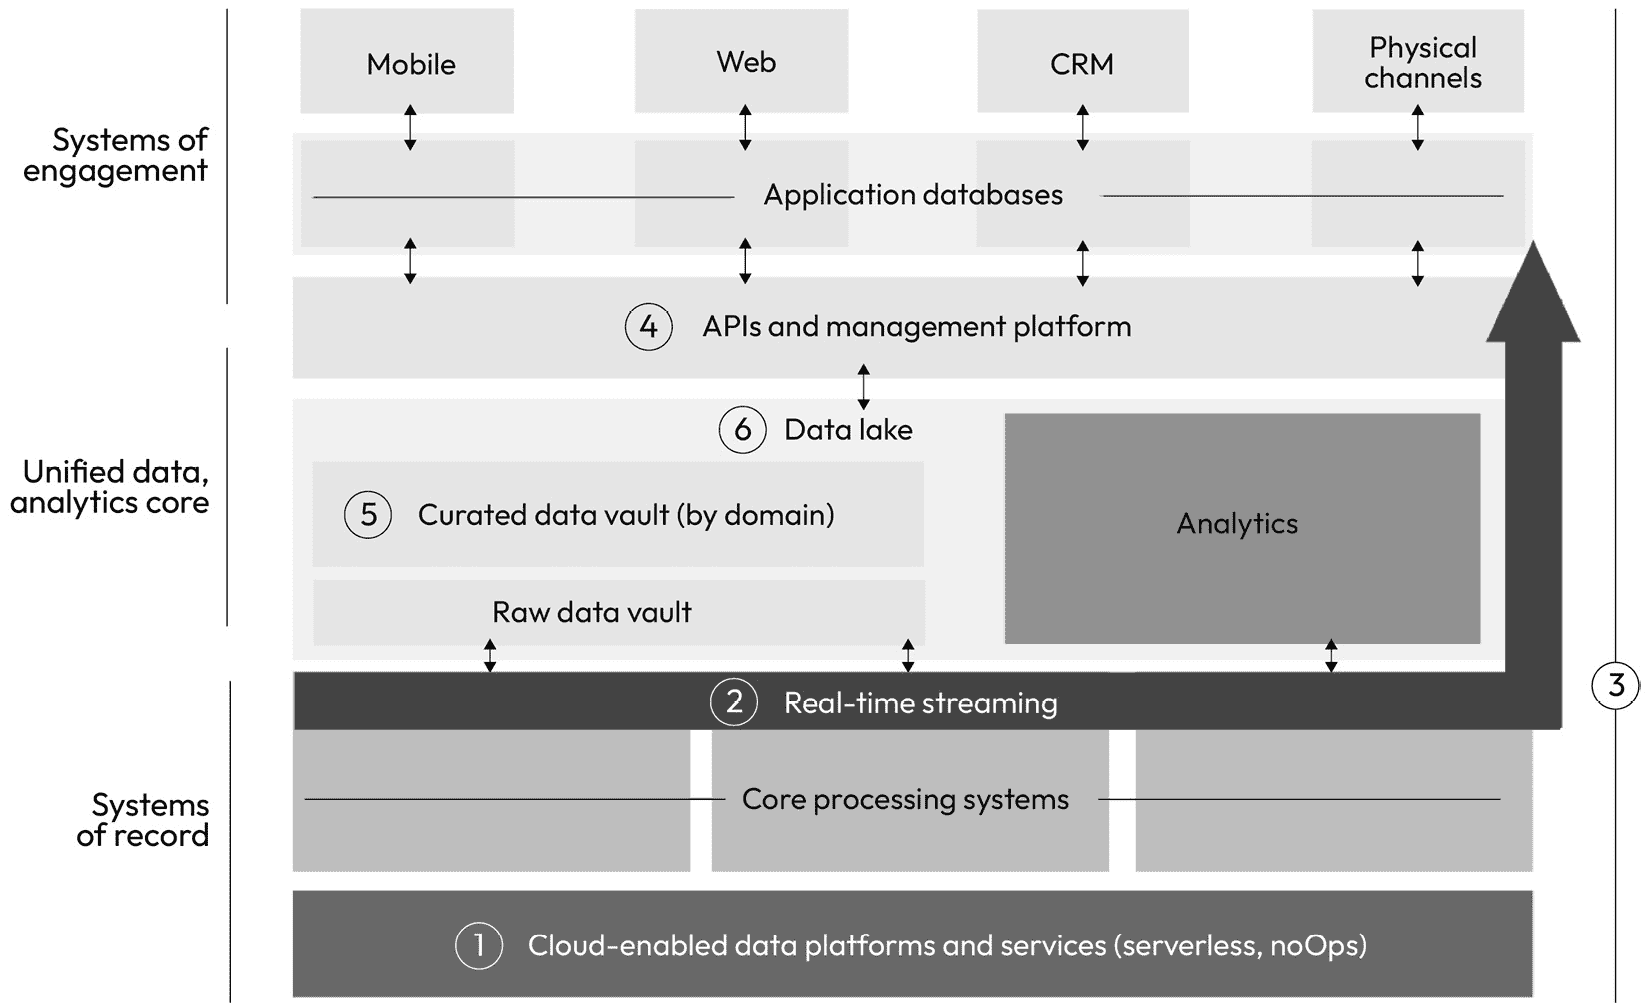 Mobile
Web
CRM
Physical
channels
Systems of
engagement
Application databases
4 APIs and management platform
6 Data lake
Unified data,
analytics core
5 Curated data vault (by domain)
Analytics
Raw data vault
2 Real-time streaming
3
Systems
of record
Core processing systems
1 Cloud-enabled data platforms and services (serverless, noOps)